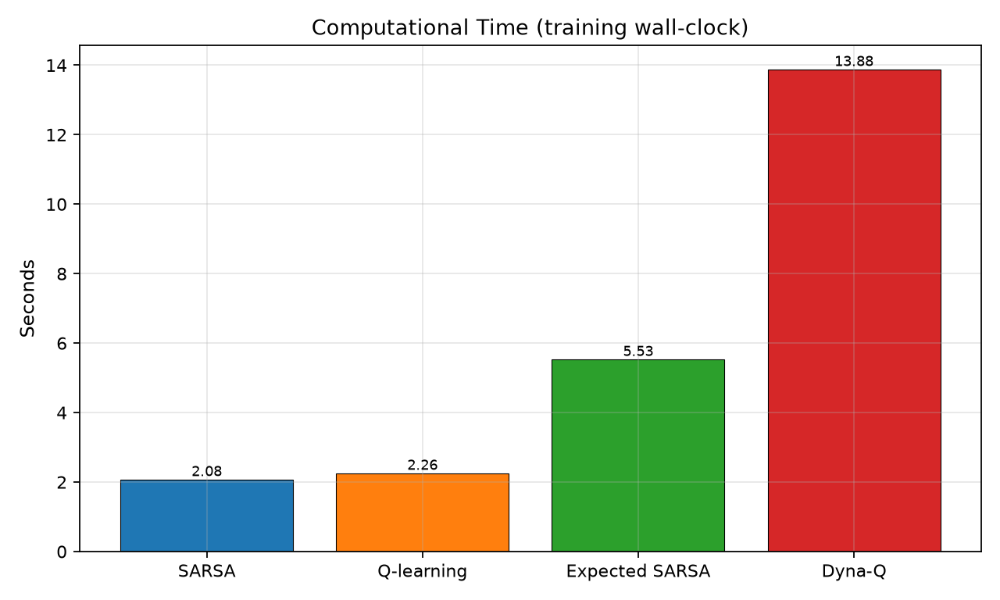 Computational Time (training wall-clock)
Seconds
14
12
10
8
6
4
2
0
2.08
2.26
5.53
13.88
SARSA
Q-learning
Expected SARSA
Dyna-Q